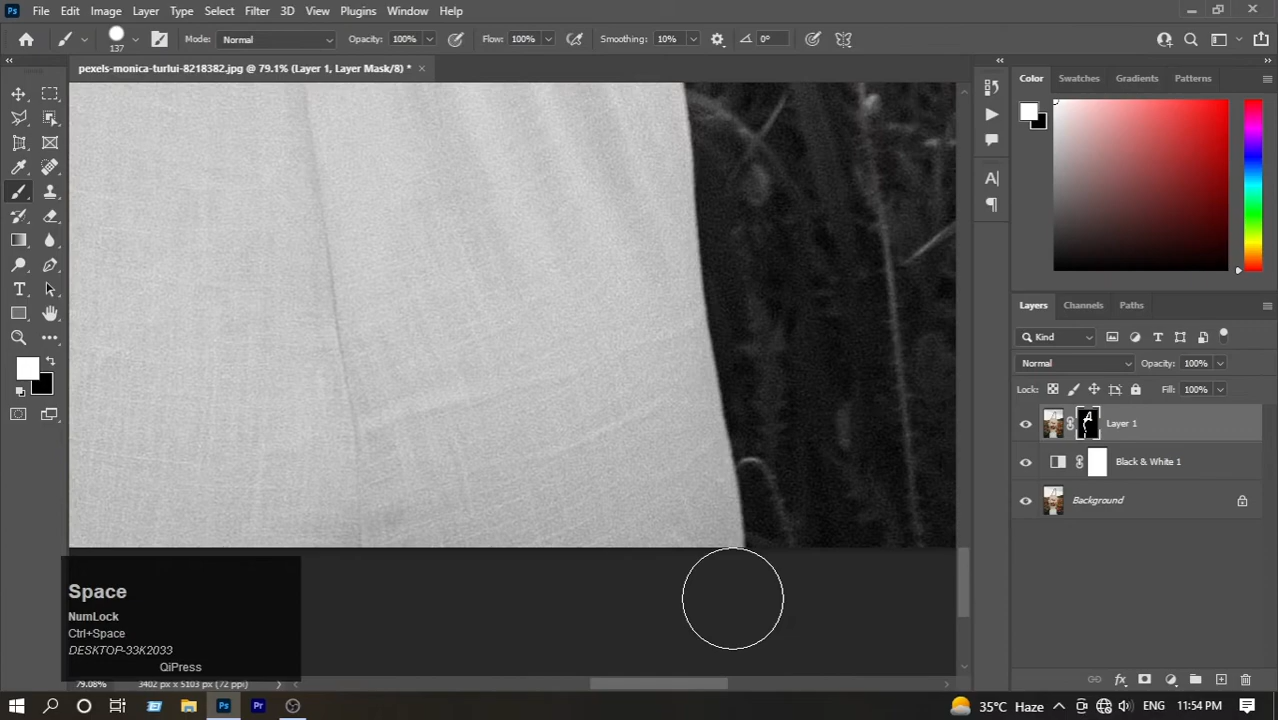 Ps File Edit Image Layer Type Select Filter 3D View Plugins Window Help
137 Mode: Normal Opacity: 100% Flow: 100% Smoothing: 10% 0°
pexels-monica-turlui-8218382.jpg @ 79.1% (Layer 1, Layer Mask/8) *
Color Swatches Gradients Patterns
Layers Channels Paths
Kind
Normal Opacity: 100%
Lock: Fill: 100%
Layer 1
Black & White 1
Background
Space
NumLock
Ctrl+Space
DESKTOP-33K2033
QiPress
79.08% 3402 px x 5103 px (72 ppi)
Ps Pr 35°C Haze ENG 11:54 PM